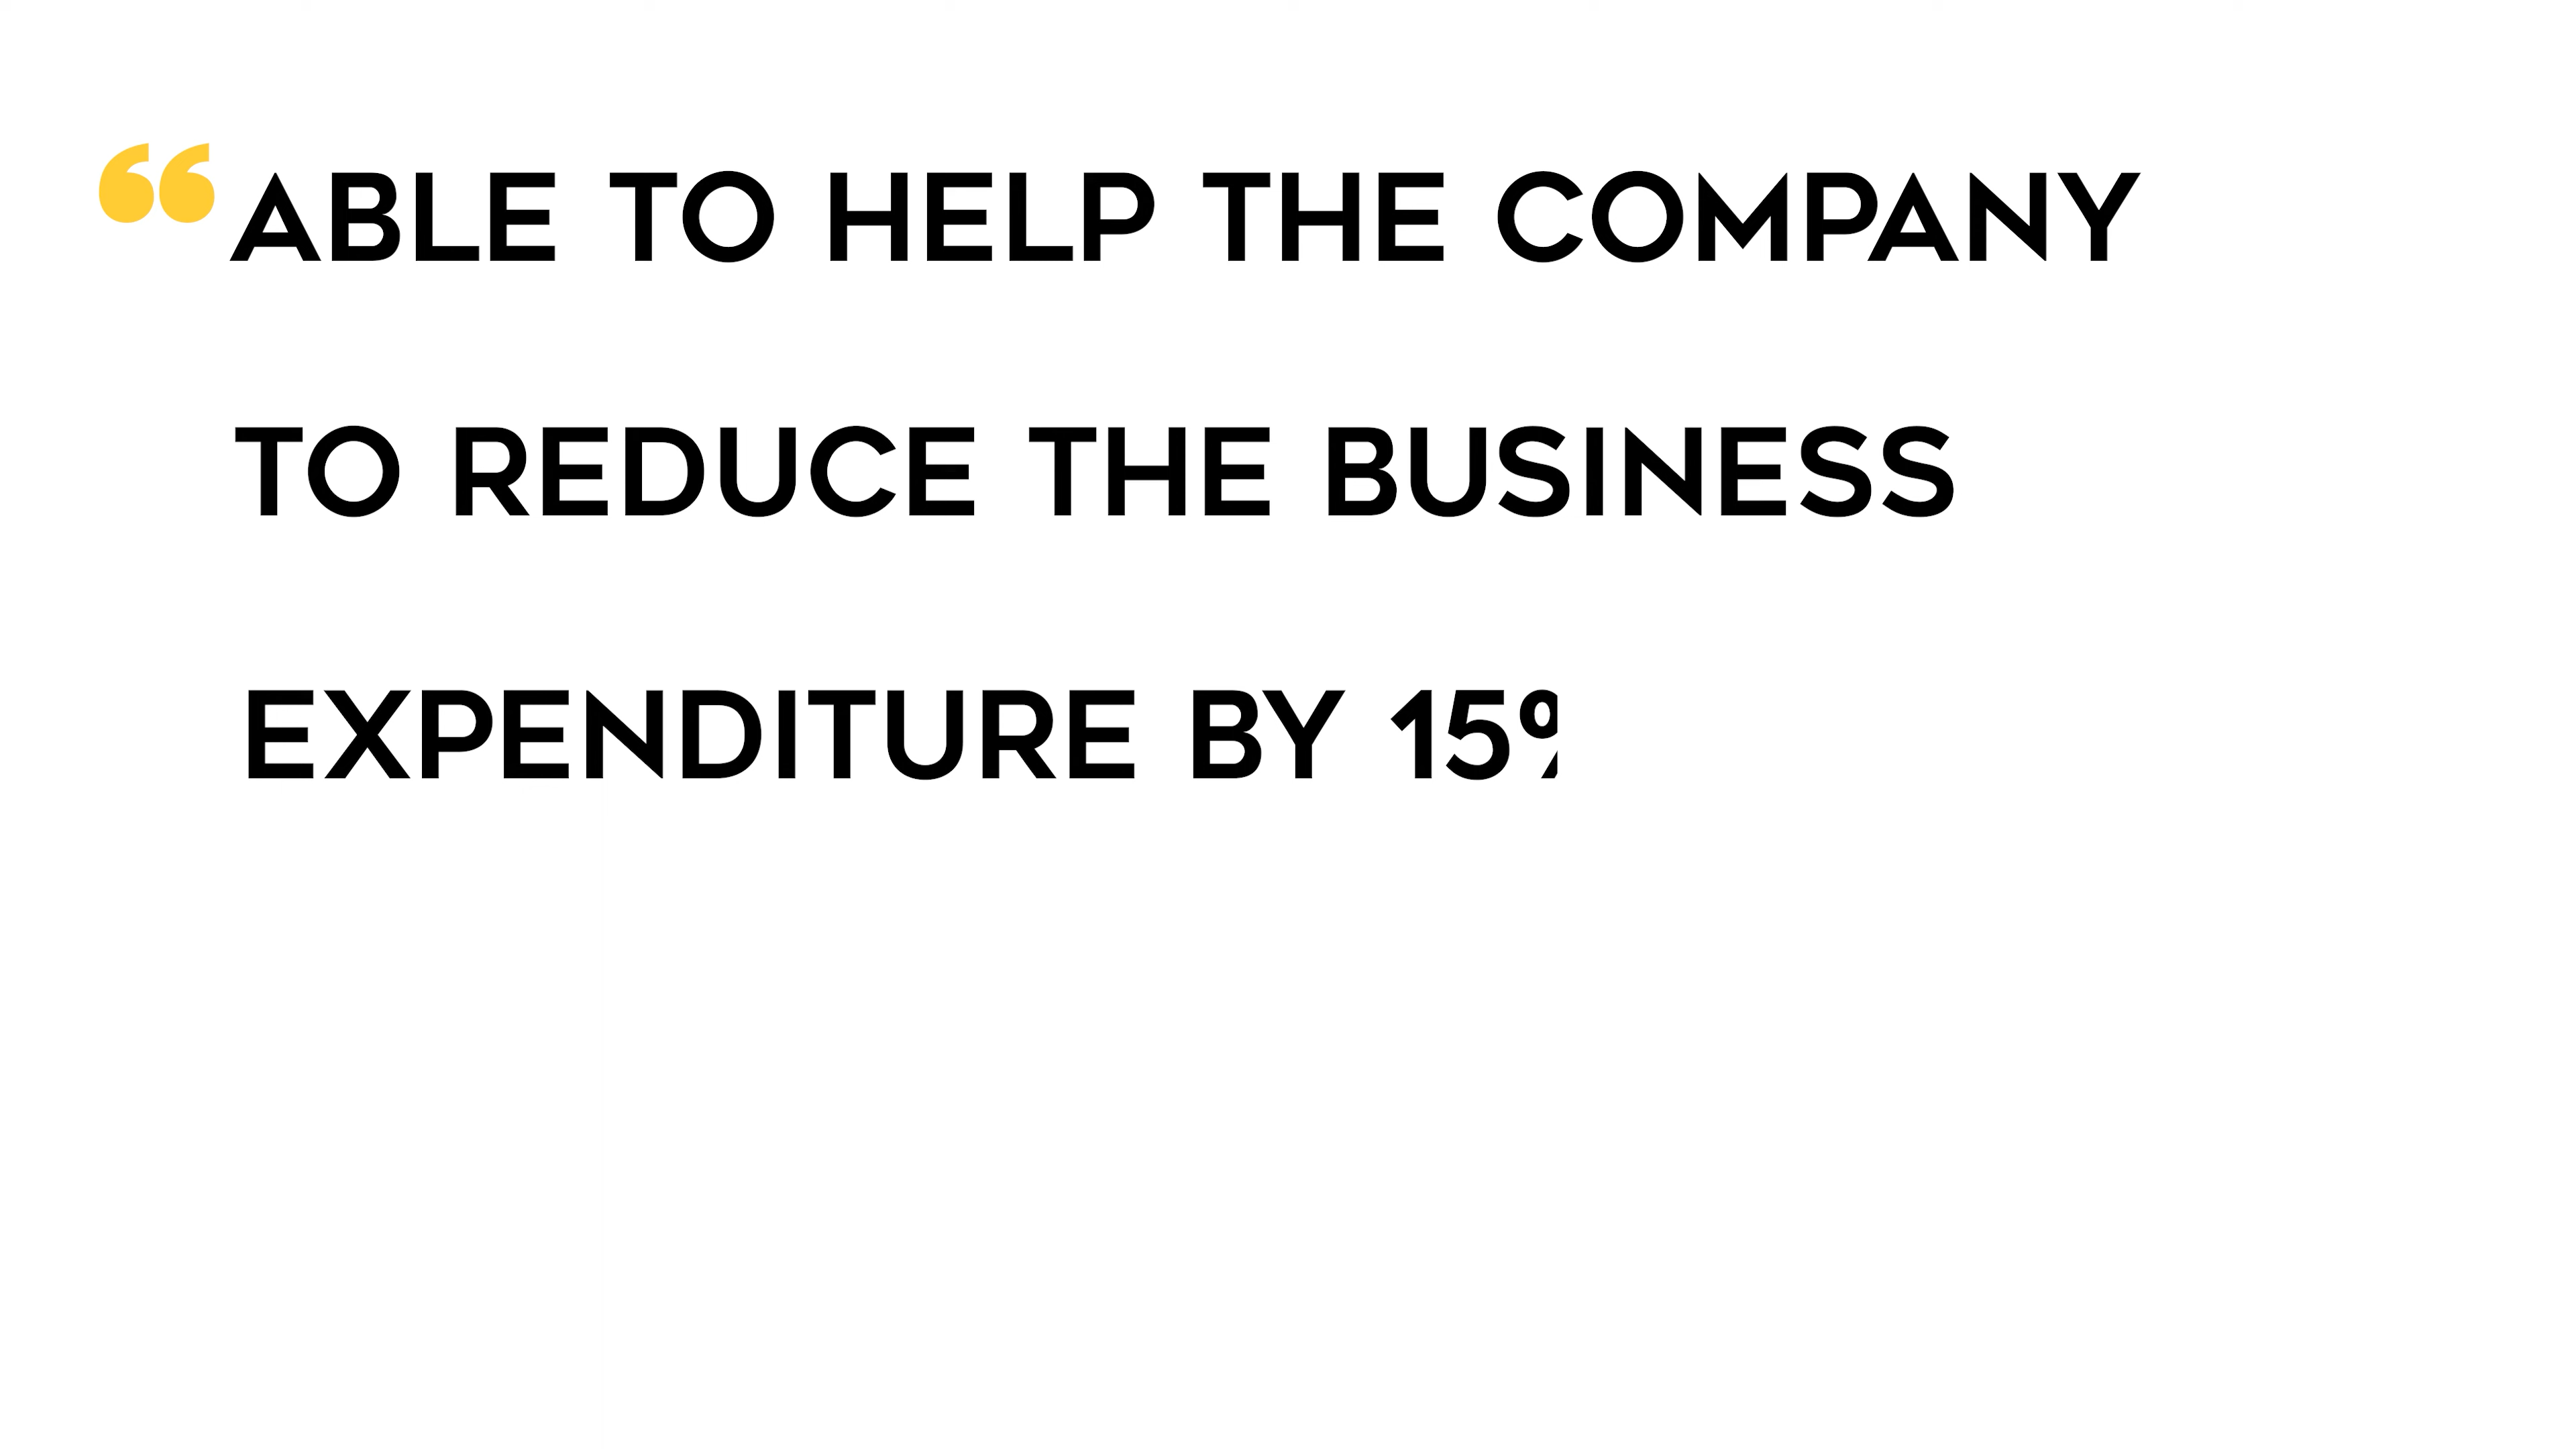 “ABLE TO HELP THE COMPANY
TO REDUCE THE BUSINESS
EXPENDITURE BY 15%